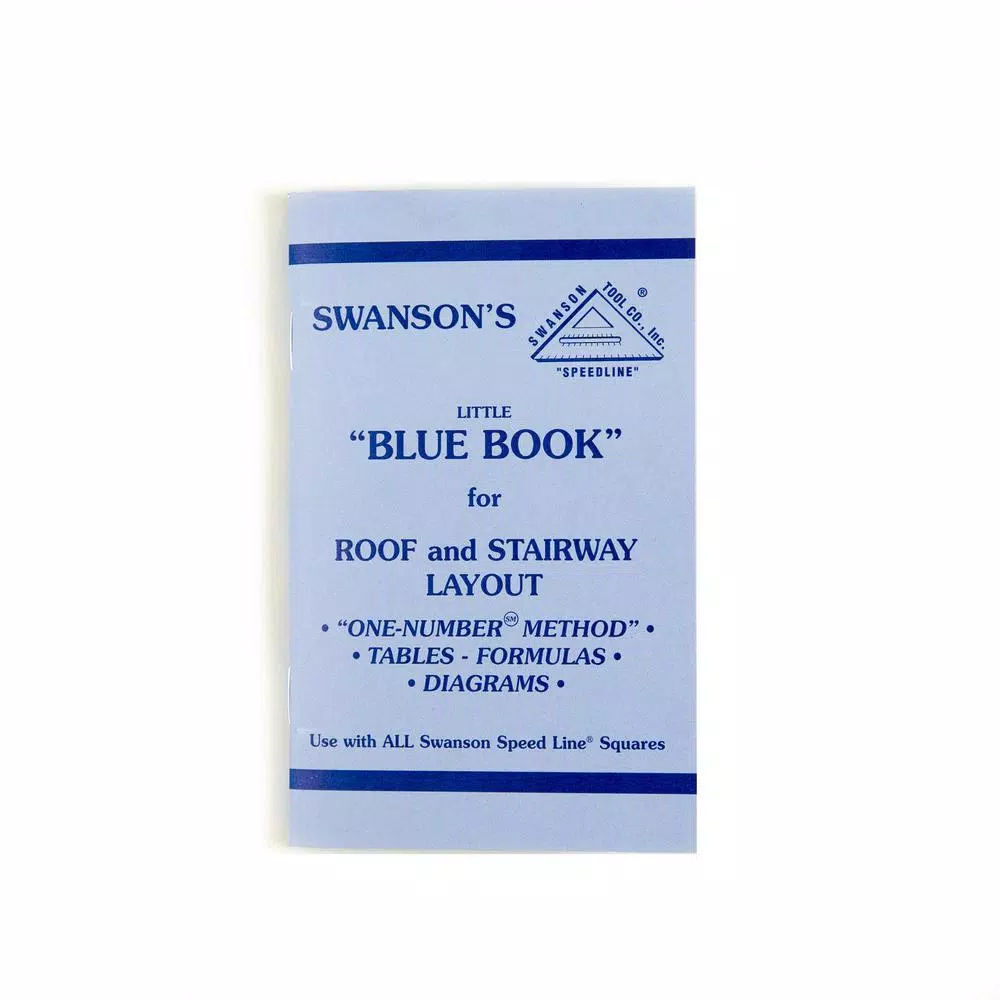 SWANSON'S
SWANSON TOOL CO., Inc. ®
"SPEEDLINE"
LITTLE
“BLUE BOOK”
for
ROOF and STAIRWAY
LAYOUT
• “ONE-NUMBER℠ METHOD” •
• TABLES - FORMULAS •
• DIAGRAMS •
Use with ALL Swanson Speed Line® Squares